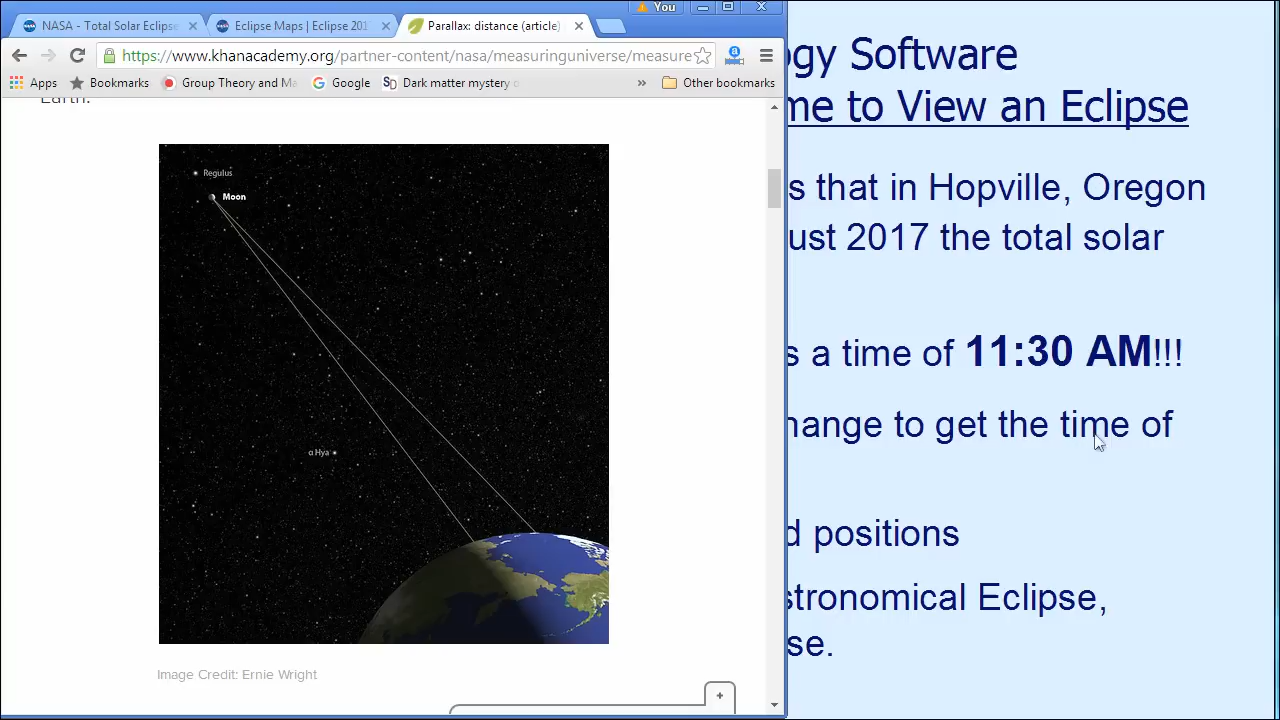 You
NASA - Total Solar Eclipse
Eclipse Maps | Eclipse 201
Parallax: distance (article)
https://www.khanacademy.org/partner-content/nasa/measuringuniverse/measure
Apps
Bookmarks
Group Theory and Ma
Google
Dark matter mystery
»
Other bookmarks
Earth.
Regulus
Moon
α Hya
Image Credit: Ernie Wright
+
gy Software
me to View an Eclipse
s that in Hopville, Oregon
ust 2017 the total solar
s a time of 11:30 AM!!!
hange to get the time of
d positions
stronomical Eclipse,
se.